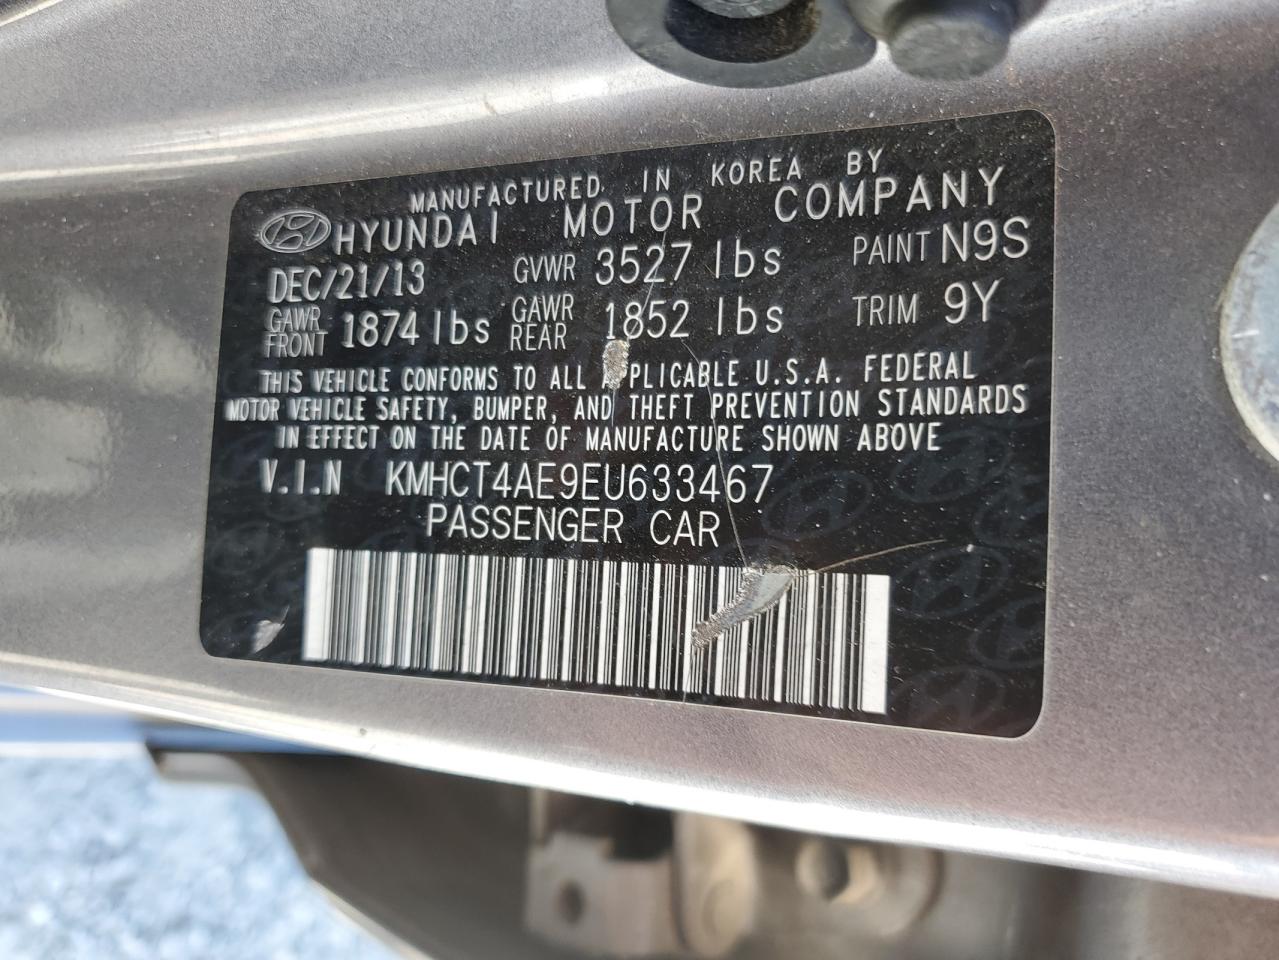 MANUFACTURED IN KOREA BY
HYUNDAI MOTOR COMPANY
DEC/21/13 GVWR 3527 lbs PAINT N9S
GAWR FRONT 1874 lbs GAWR REAR 1852 lbs TRIM 9Y
THIS VEHICLE CONFORMS TO ALL A PLICABLE U.S.A. FEDERAL
MOTOR VEHICLE SAFETY, BUMPER, AND THEFT PREVENTION STANDARDS
IN EFFECT ON THE DATE OF MANUFACTURE SHOWN ABOVE
V.I.N KMHCT4AE9EU633467
PASSENGER CAR